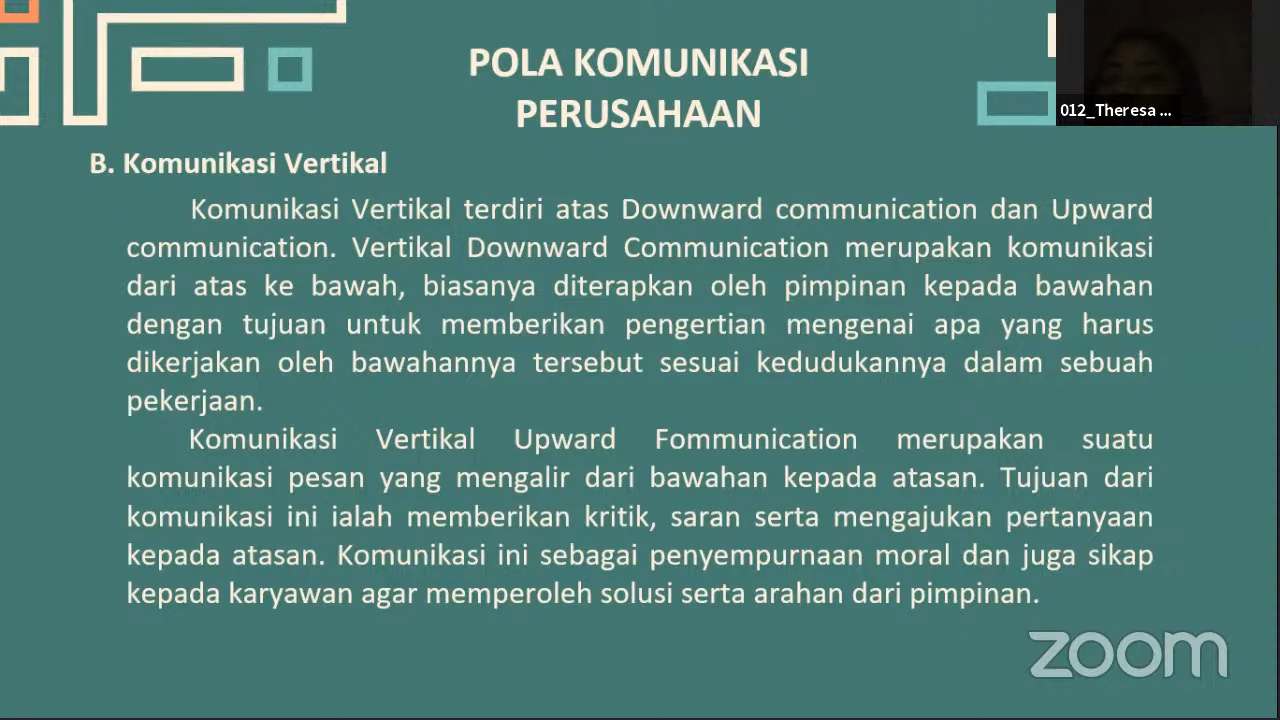 POLA KOMUNIKASI
PERUSAHAAN
012_Theresa ...
B. Komunikasi Vertikal
Komunikasi Vertikal terdiri atas Downward communication dan Upward
communication. Vertikal Downward Communication merupakan komunikasi
dari atas ke bawah, biasanya diterapkan oleh pimpinan kepada bawahan
dengan tujuan untuk memberikan pengertian mengenai apa yang harus
dikerjakan oleh bawahannya tersebut sesuai kedudukannya dalam sebuah
pekerjaan.
Komunikasi Vertikal Upward Fommunication merupakan suatu
komunikasi pesan yang mengalir dari bawahan kepada atasan. Tujuan dari
komunikasi ini ialah memberikan kritik, saran serta mengajukan pertanyaan
kepada atasan. Komunikasi ini sebagai penyempurnaan moral dan juga sikap
kepada karyawan agar memperoleh solusi serta arahan dari pimpinan.
zoom